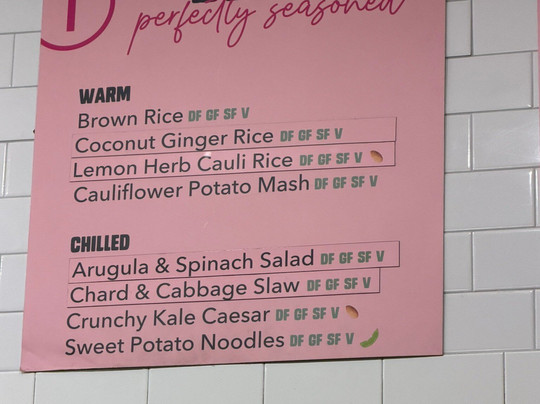 perfectly seasoned
WARM
Brown Rice DF GF SF V
Coconut Ginger Rice DF GF SF V
Lemon Herb Cauli Rice DF GF SF V
Cauliflower Potato Mash DF GF SF V
CHILLED
Arugula & Spinach Salad DF GF SF V
Chard & Cabbage Slaw DF GF SF V
Crunchy Kale Caesar DF GF SF V
Sweet Potato Noodles DF GF SF V